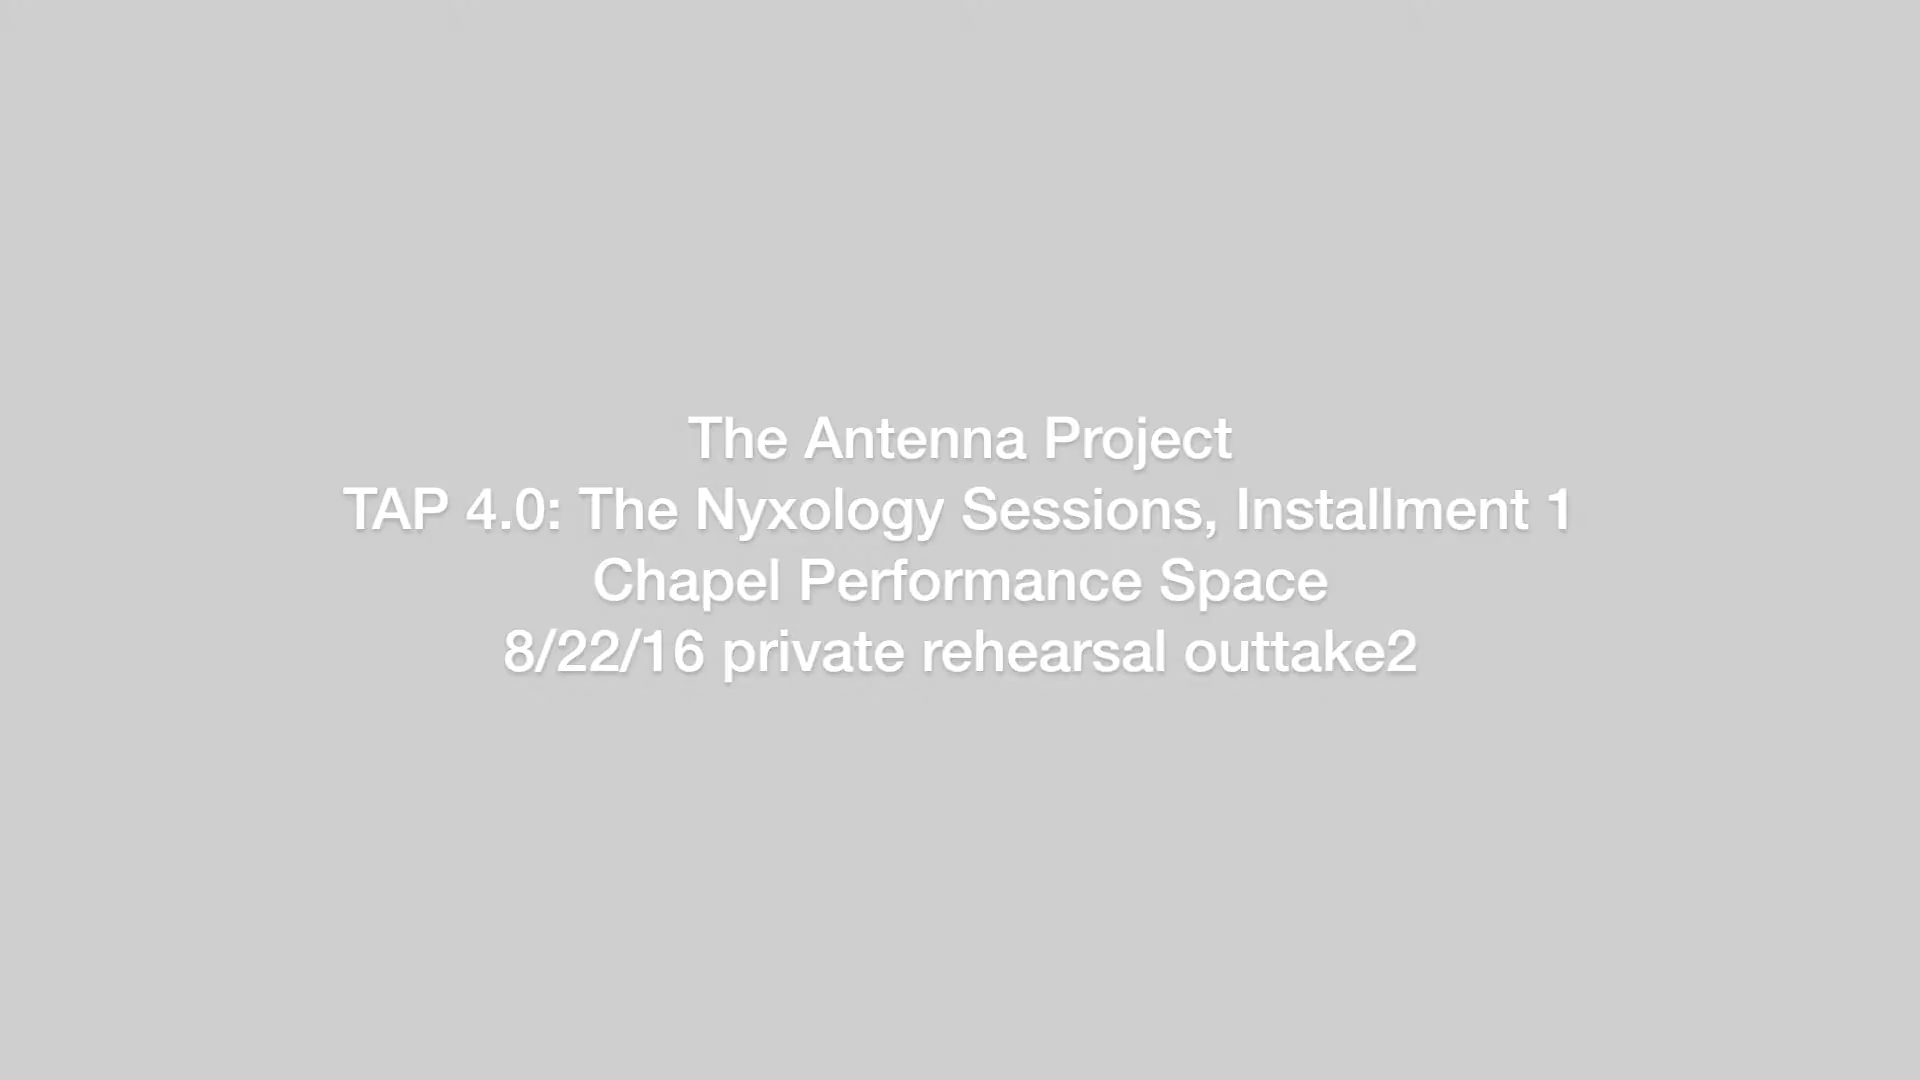 The Antenna Project
TAP 4.0: The Nyxology Sessions, Installment 1
Chapel Performance Space
8/22/16 private rehearsal outtake2